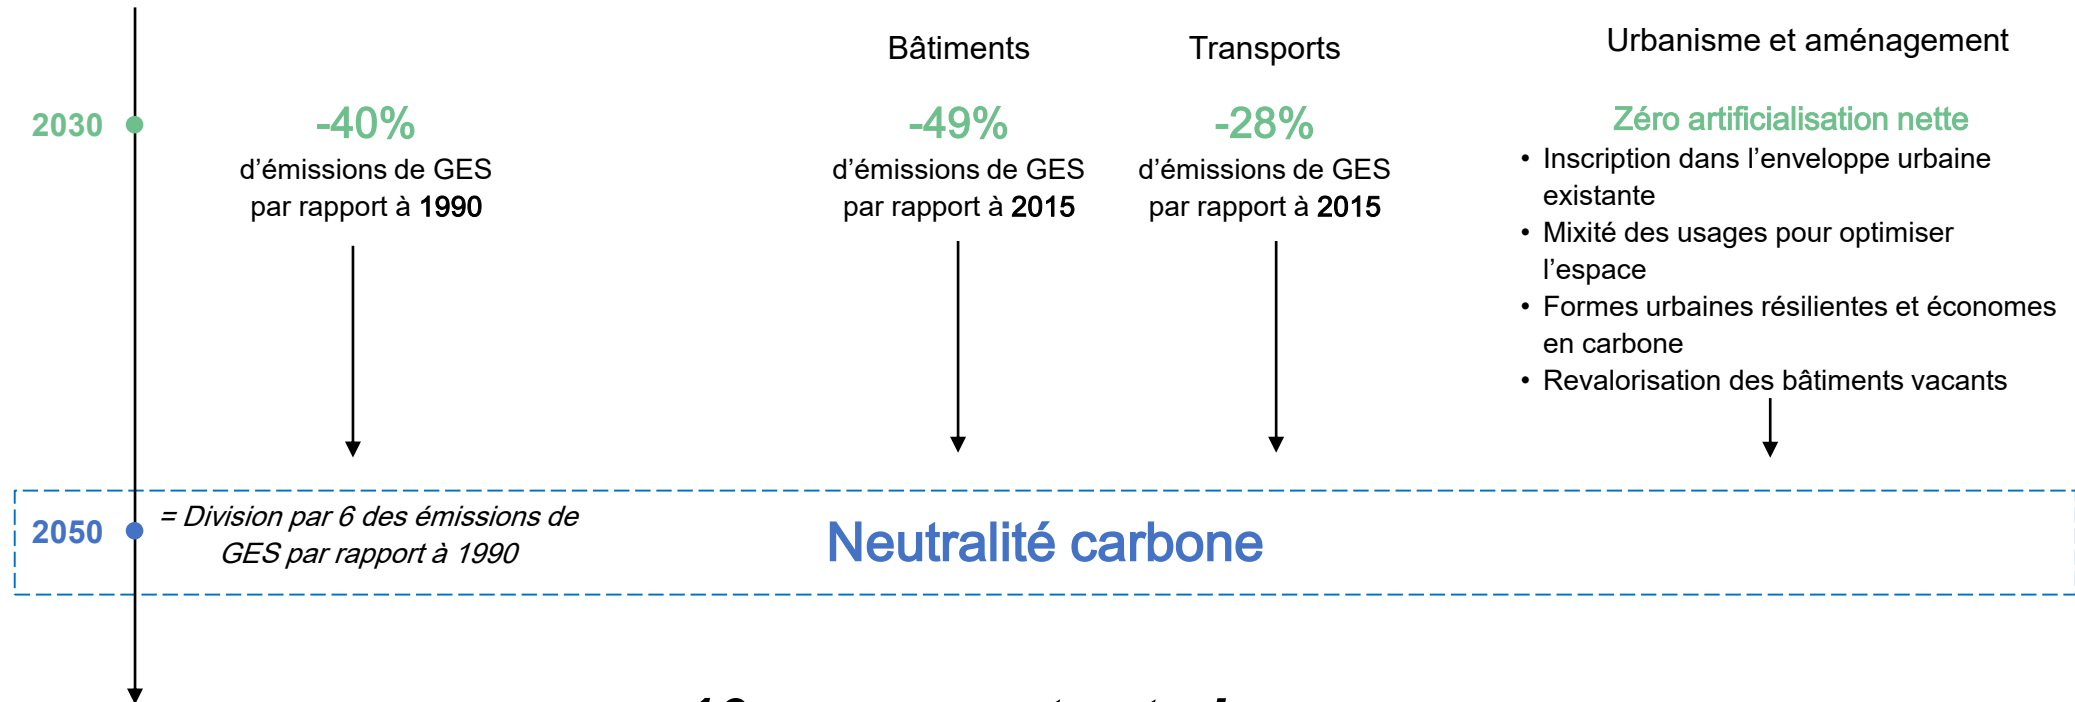 Bâtiments
Transports
Urbanisme et aménagement
2030
-40%
d’émissions de GES
par rapport à 1990
-49%
d’émissions de GES
par rapport à 2015
-28%
d’émissions de GES
par rapport à 2015
Zéro artificialisation nette
• Inscription dans l’enveloppe urbaine
existante
• Mixité des usages pour optimiser
l’espace
• Formes urbaines résilientes et économes
en carbone
• Revalorisation des bâtiments vacants
2050
= Division par 6 des émissions de
GES par rapport à 1990
Neutralité carbone